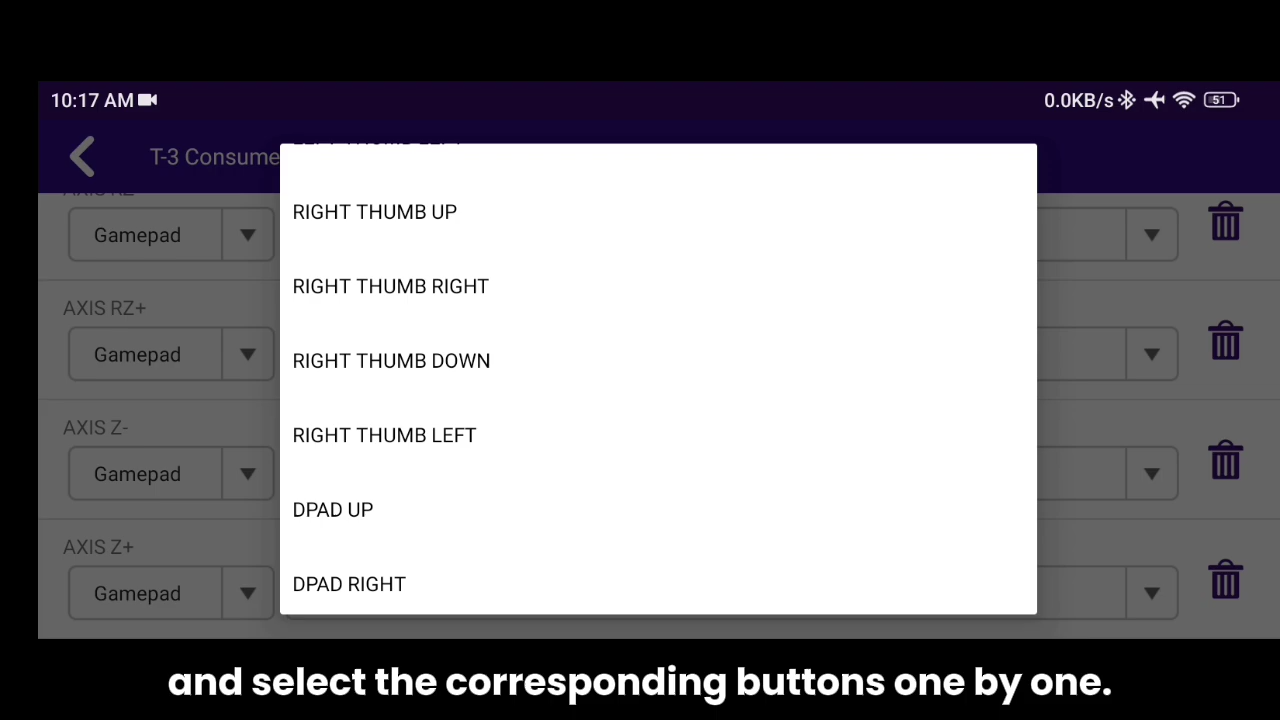 10:17 AM
0.0KB/s
51
T-3 Consume
RIGHT THUMB UP
Gamepad
RIGHT THUMB RIGHT
AXIS RZ+
Gamepad
RIGHT THUMB DOWN
AXIS Z-
RIGHT THUMB LEFT
Gamepad
DPAD UP
AXIS Z+
DPAD RIGHT
Gamepad
and select the corresponding buttons one by one.